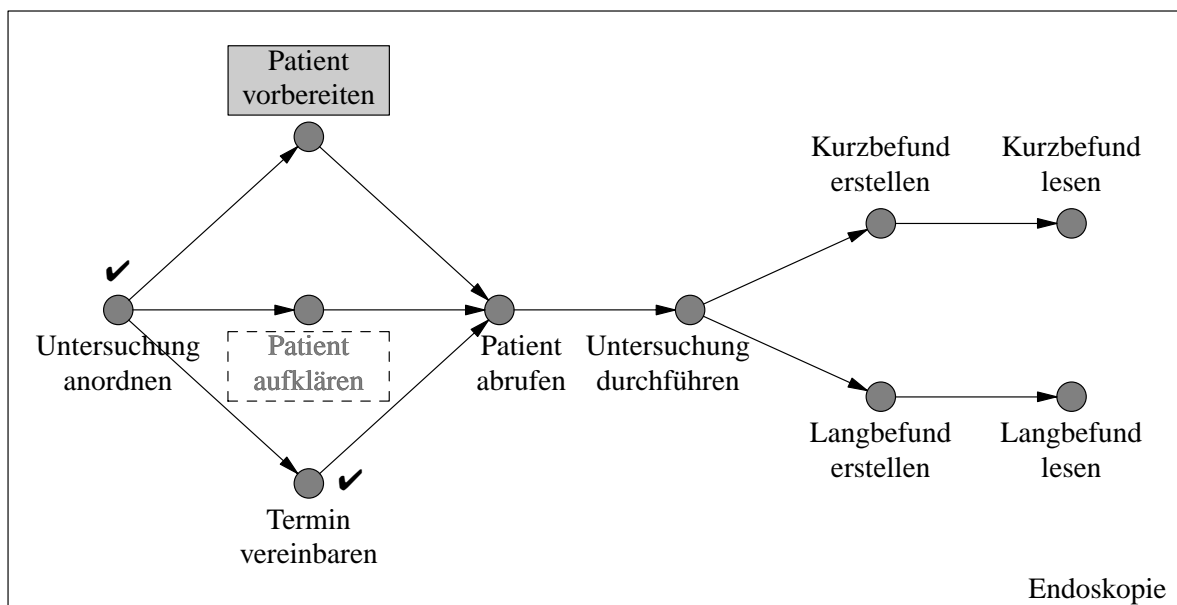 Patient
vorbereiten
Kurzbefund
erstellen
Kurzbefund
lesen
Untersuchung
anordnen
Patient
aufklären
Patient
abrufen
Untersuchung
durchführen
Langbefund
erstellen
Langbefund
lesen
Termin
vereinbaren
Endoskopie